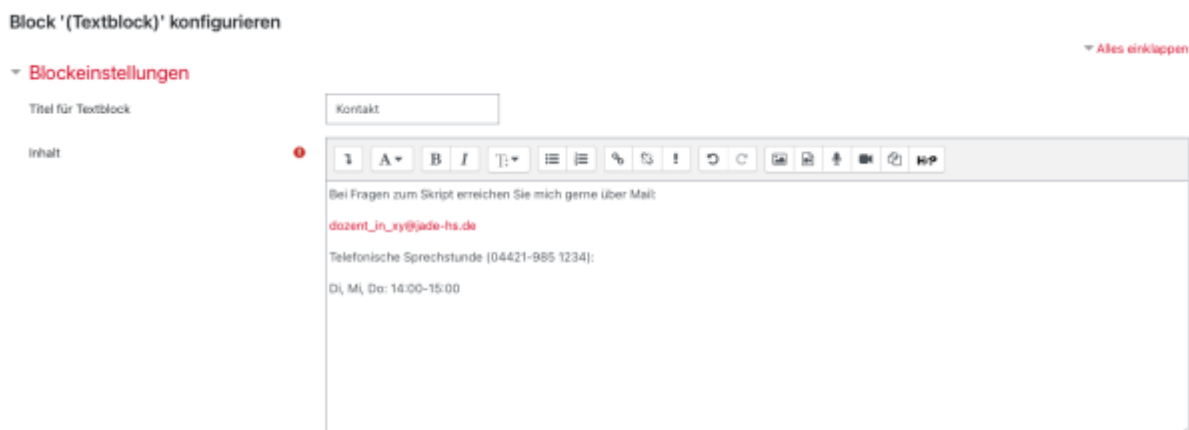 Block '(Textblock)' konfigurieren
Alles einklappen
Blockeinstellungen
Titel für Textblock
Kontakt
Inhalt
A
B I
T:
H-P
Bei Fragen zum Skript erreichen Sie mich gerne über Mail:
dozent_in_xy@jade-hs.de
Telefonische Sprechstunde (04421-985 1234):
Di, Mi, Do: 14:00-15:00